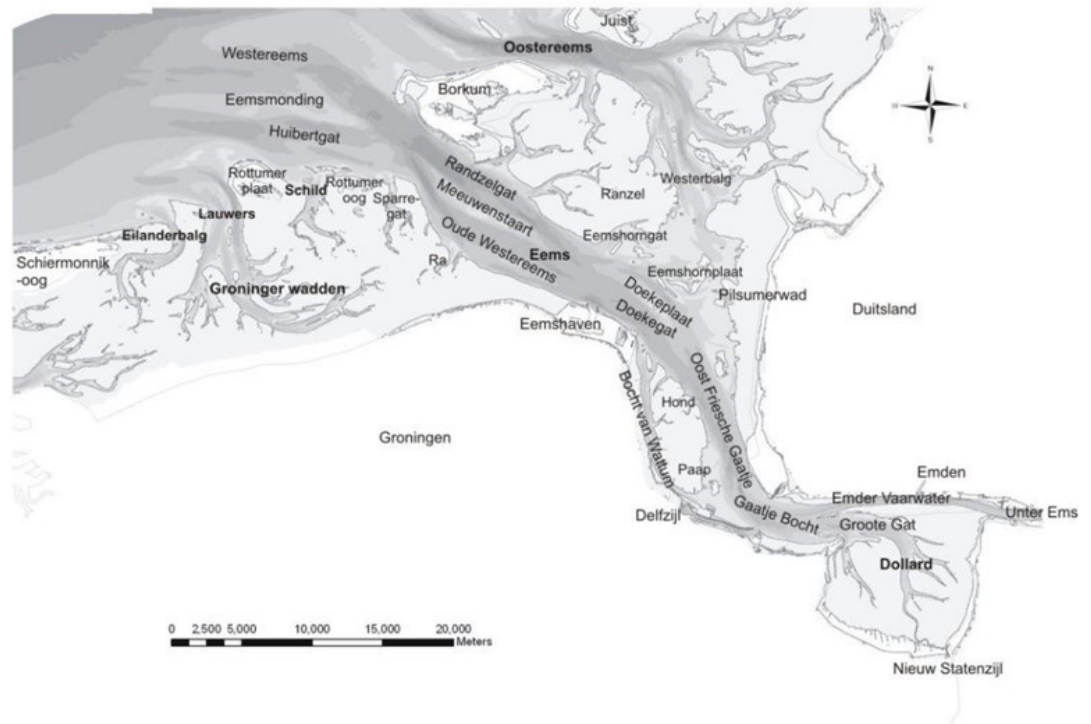 Juist
Oostereems
Westereems
Borkum
N
W
E
S
Eemsmonding
Huibertgat
Randzelgat
Rottumer
plaat
Schild
Rottumer
oog
Sparre-
gat
Meeuwenstaart
Ranzel
Westerbalg
Lauwers
Eilanderbalg
Oude Westereems
Eems
Eemshorngat
Schiermonnik
-oog
Ra
Eemshornplaat
Groninger wadden
Doekeplaat
Pilsumerwad
Duitsland
Eemshaven
Doekegat
Oost Friesche Gaatje
Bocht van Wattum
Hond
Groningen
Paap
Emden
Emder Vaarwater
Delfzijl
Gaatje Bocht
Groote Gat
Unter Ems
Dollard
0 2,500 5,000 10,000 15,000 20,000
Meters
Nieuw Statenzijl